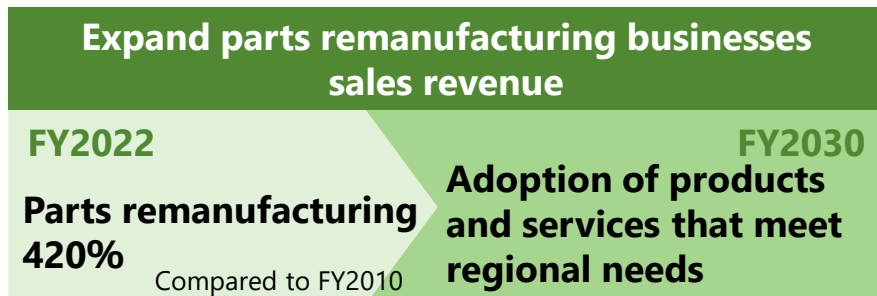 Expand parts remanufacturing businesses
sales revenue
FY2022
Parts remanufacturing
420%
Compared to FY2010
FY2030
Adoption of products
and services that meet
regional needs